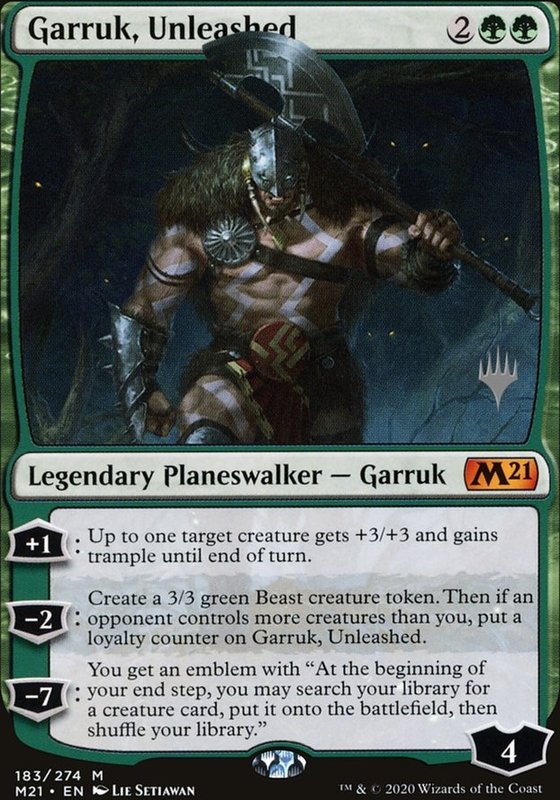 Garruk, Unleashed 2
Legendary Planeswalker — Garruk M21
+1 : Up to one target creature gets +3/+3 and gains
trample until end of turn.
Create a 3/3 green Beast creature token. Then if an
−2 : opponent controls more creatures than you, put a
loyalty counter on Garruk, Unleashed.
You get an emblem with “At the beginning of
−7 : your end step, you may search your library for
a creature card, put it onto the battlefield, then
shuffle your library.”
4
183/274 M
M21 • EN Lie Setiawan ™ & © 2020 Wizards of the Coast